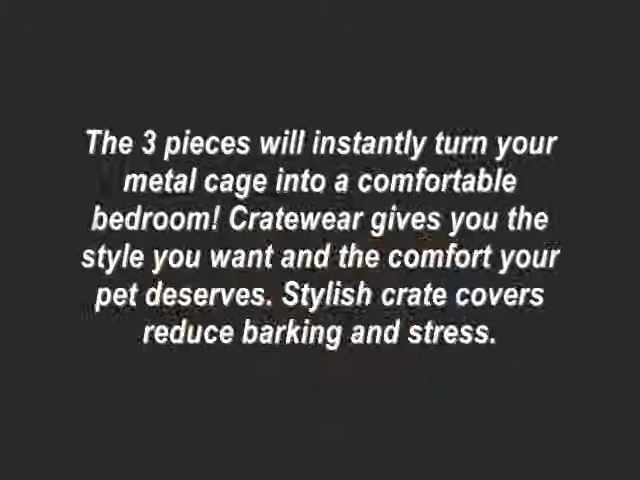 The 3 pieces will instantly turn your
metal cage into a comfortable
bedroom! Cratewear gives you the
style you want and the comfort your
pet deserves. Stylish crate covers
reduce barking and stress.